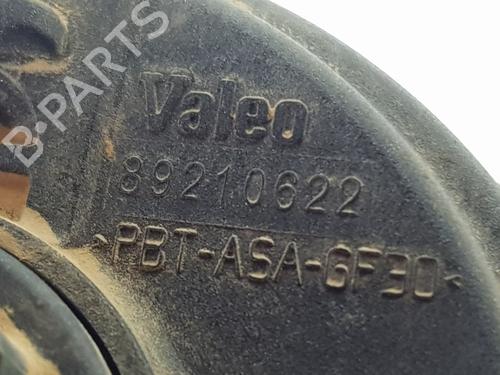 B-PARTS
Valeo
89210622
>PBT-ASA-GF30<